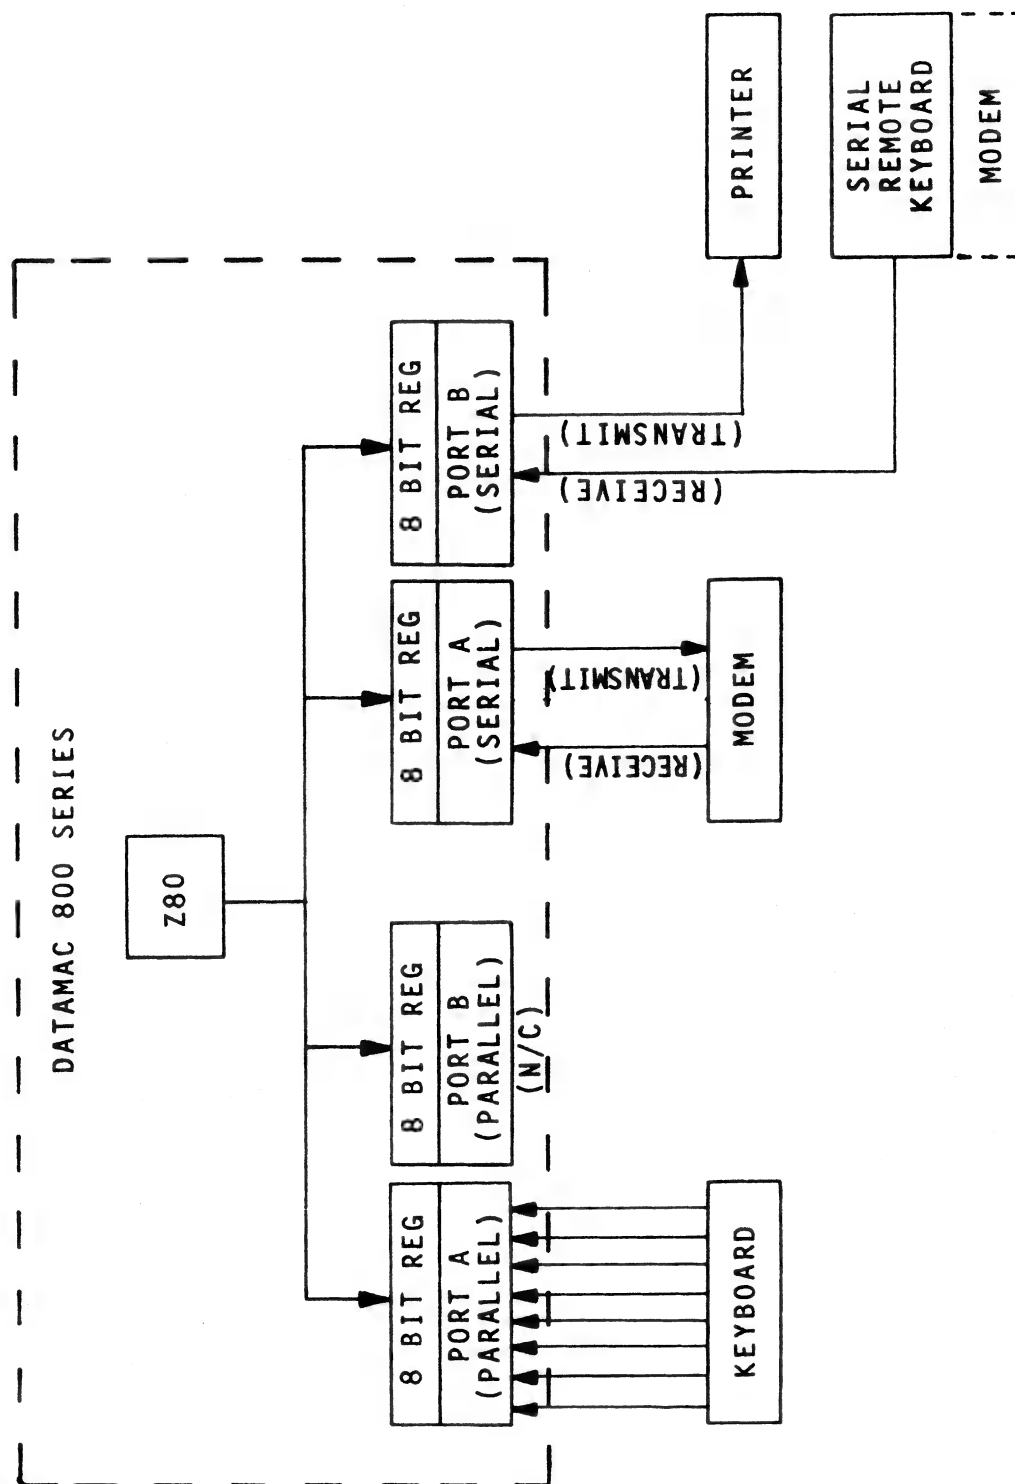 DATAMAC 800 SERIES
Z80
8 BIT REG
PORT A
(PARALLEL)
8 BIT REG
PORT B
(PARALLEL)
(N/C)
8 BIT REG
PORT A
(SERIAL)
8 BIT REG
PORT B
(SERIAL)
(RECEIVE)
(TRANSMIT)
(RECEIVE)
(TRANSMIT)
KEYBOARD
MODEM
PRINTER
SERIAL
REMOTE
KEYBOARD
MODEM